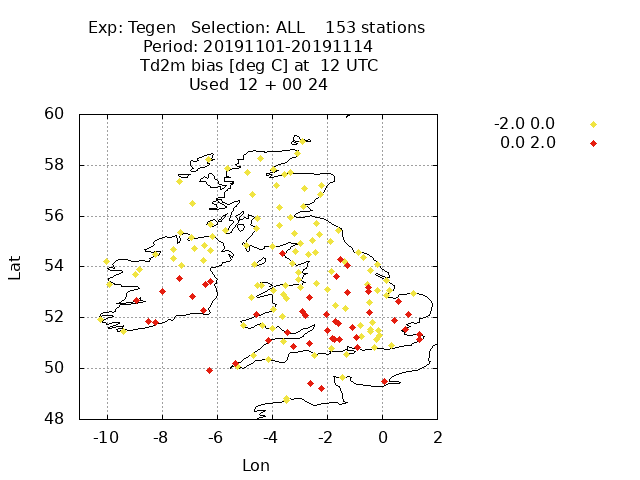 Exp: Tegen Selection: ALL 153 stations
Period: 20191101-20191114
Td2m bias [deg C] at 12 UTC
Used 12 + 00 24
-2.0 0.0
0.0 2.0
60
58
56
54
52
50
48
Lat
-10 -8 -6 -4 -2 0 2
Lon